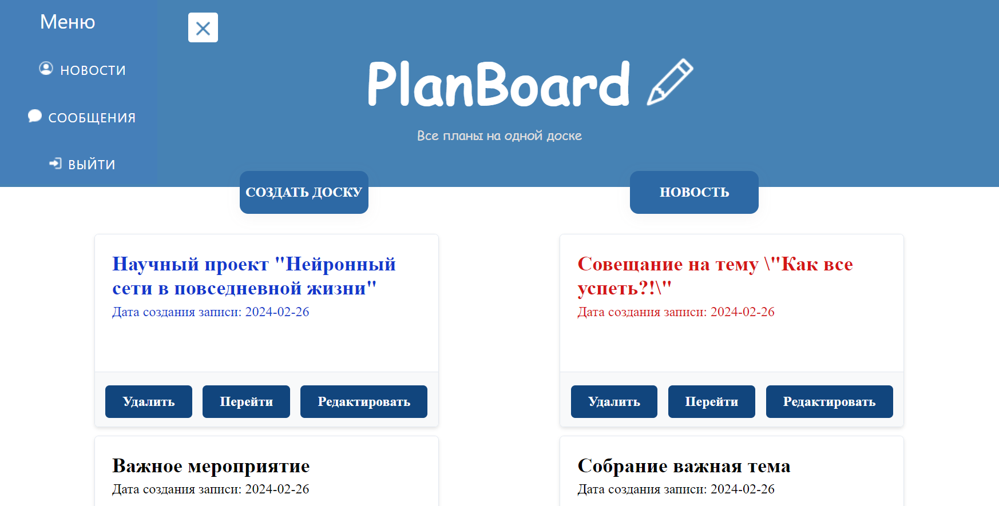 Меню
НОВОСТИ
СООБЩЕНИЯ
ВЫЙТИ
PlanBoard
Все планы на одной доске
СОЗДАТЬ ДОСКУ
НОВОСТЬ
Научный проект "Нейронный
сети в повседневной жизни"
Дата создания записи: 2024-02-26
Удалить
Перейти
Редактировать
Совещание на тему \"Как все
успеть?!\"
Дата создания записи: 2024-02-26
Удалить
Перейти
Редактировать
Важное мероприятие
Дата создания записи: 2024-02-26
Собрание важная тема
Дата создания записи: 2024-02-26